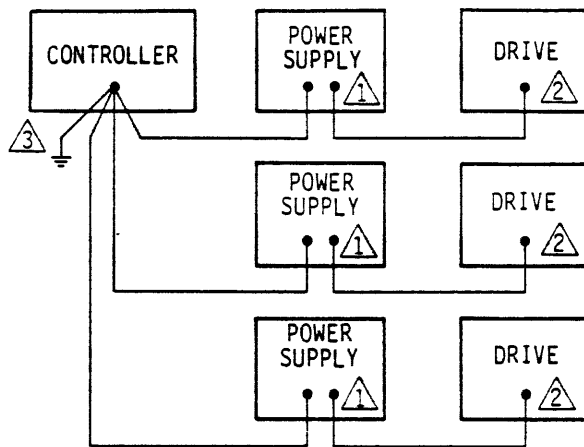 CONTROLLER
POWER
SUPPLY
1
DRIVE
2
3
POWER
SUPPLY
1
DRIVE
2
POWER
SUPPLY
1
DRIVE
2